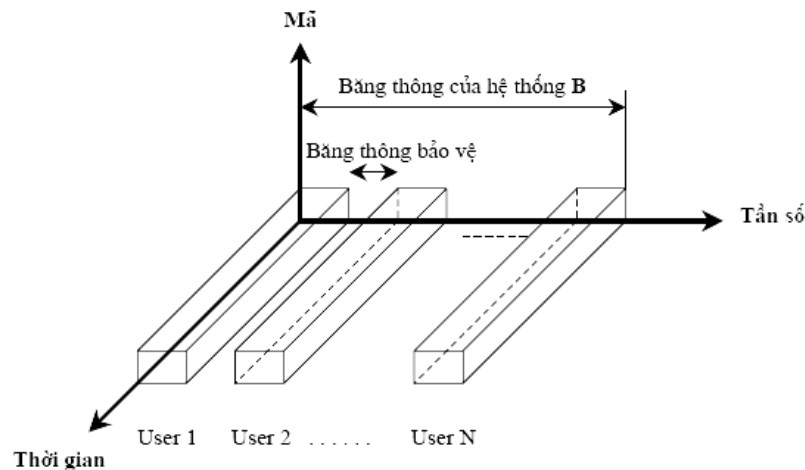 Mã
Băng thông của hệ thống B
Băng thông bảo vệ
Tần số
User 1 User 2 . . . . . . User N
Thời gian